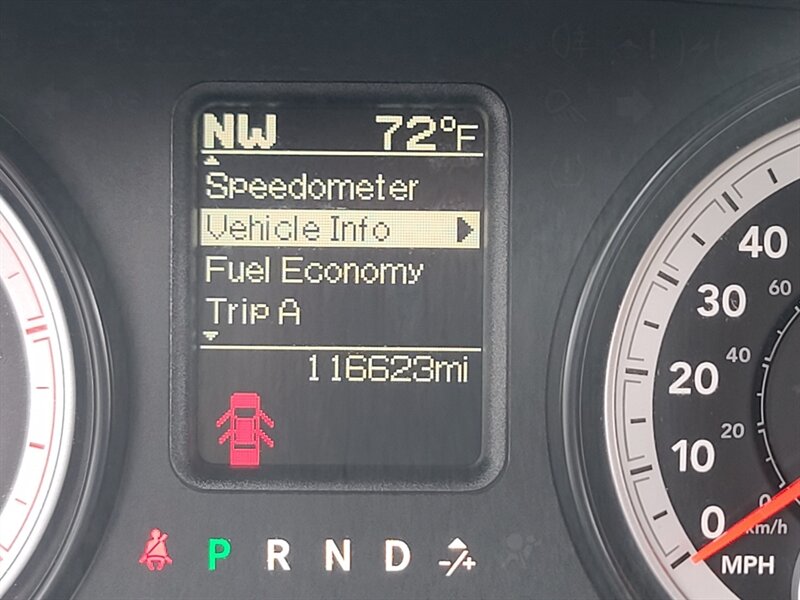 NW 72°F
Speedometer
Vehicle Info
Fuel Economy
Trip A
116623mi
P R N D -/+
40
30
20
10
0
60
40
20
0
km/h
MPH